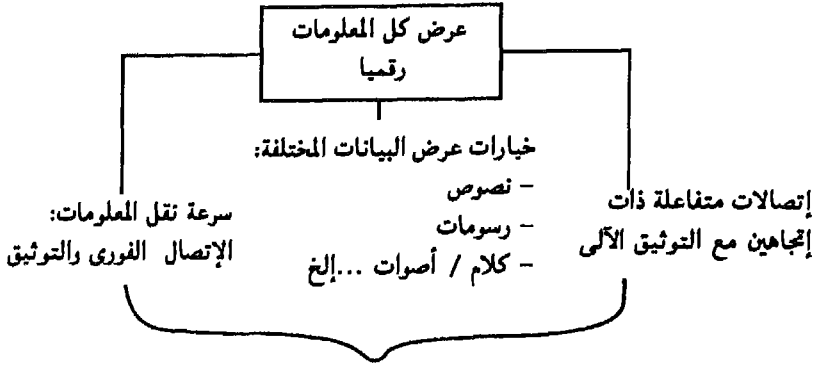 عرض كل المعلومات
رقميا
إتصالات متفاعلة ذات
إتجاهين مع التوثيق الآلى
خيارات عرض البيانات المختلفة:
– نصوص
– رسومات
– كلام / أصوات ...إلخ
سرعة نقل المعلومات:
الإتصال الفورى والتوثيق